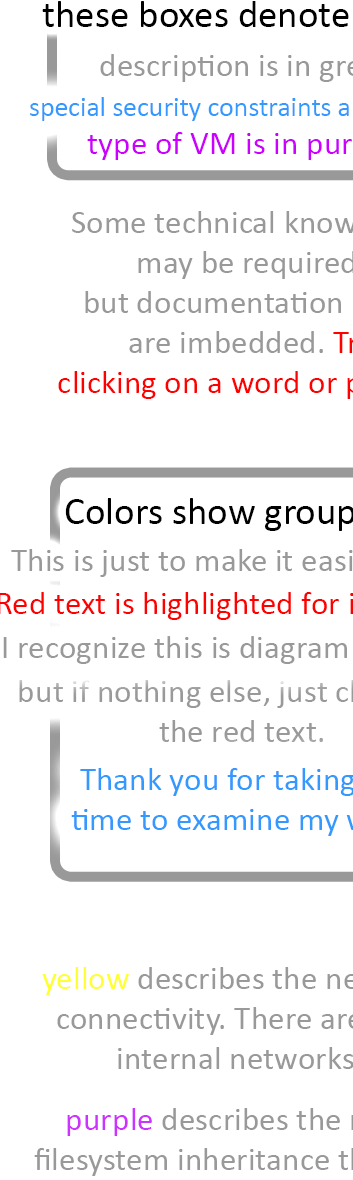 these boxes denote
description is in gre
special security constraints a
type of VM is in pur
Some technical know
may be required
but documentation
are imbedded. Tr
clicking on a word or p
Colors show group
This is just to make it easi
Red text is highlighted for i
I recognize this is diagram
but if nothing else, just cl
the red text.
Thank you for taking
time to examine my w
yellow describes the ne
connectivity. There are
internal networks
purple describes the r
filesystem inheritance th